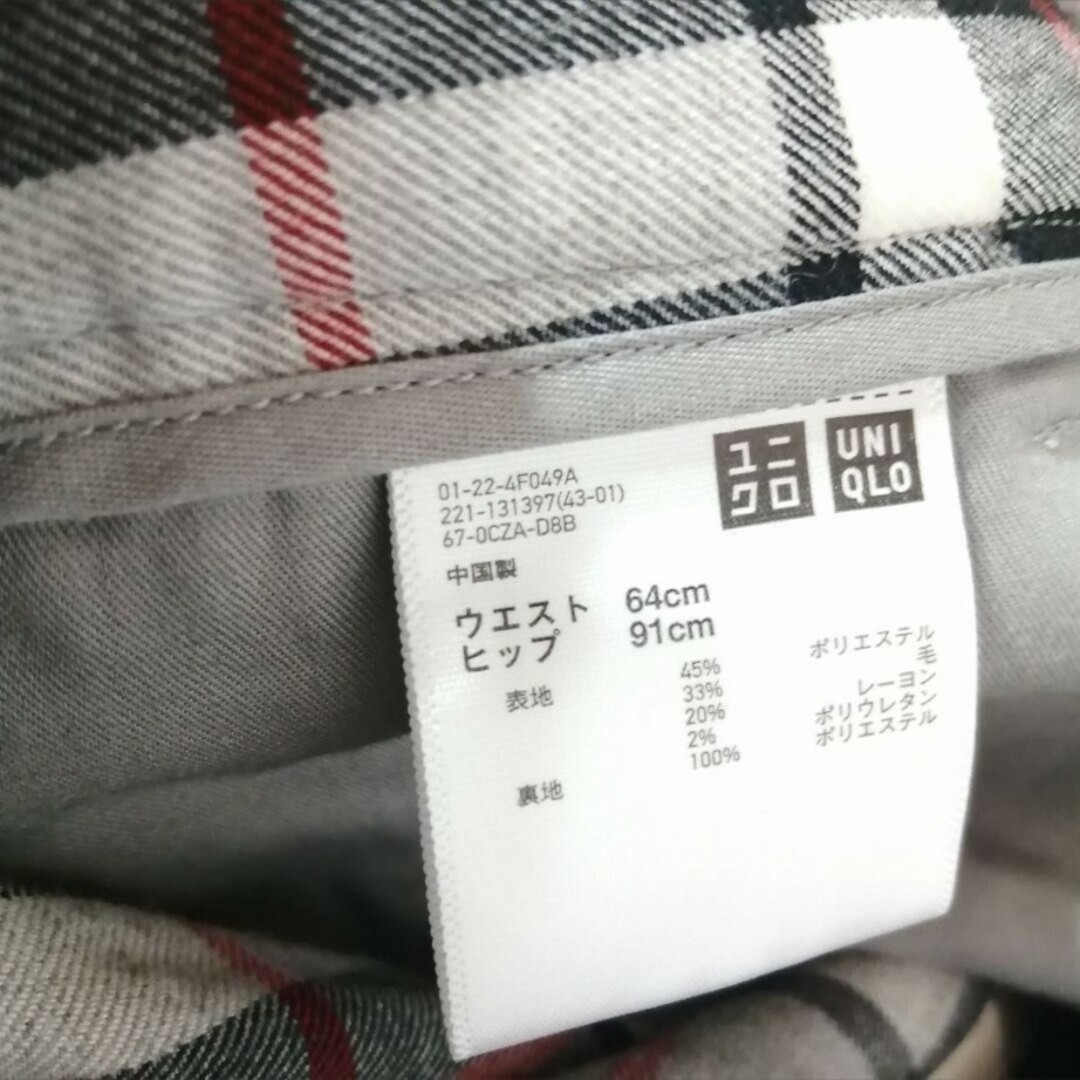 01-22-4F049A
221-131397(43-01)
67-0CZA-D8B
ユニ
クロ
UNI
QLO
中国製
ウエスト 64cm
ヒップ 91cm
表地 45% ポリエステル
33% 毛
20% レーヨン
2% ポリウレタン
裏地 100% ポリエステル